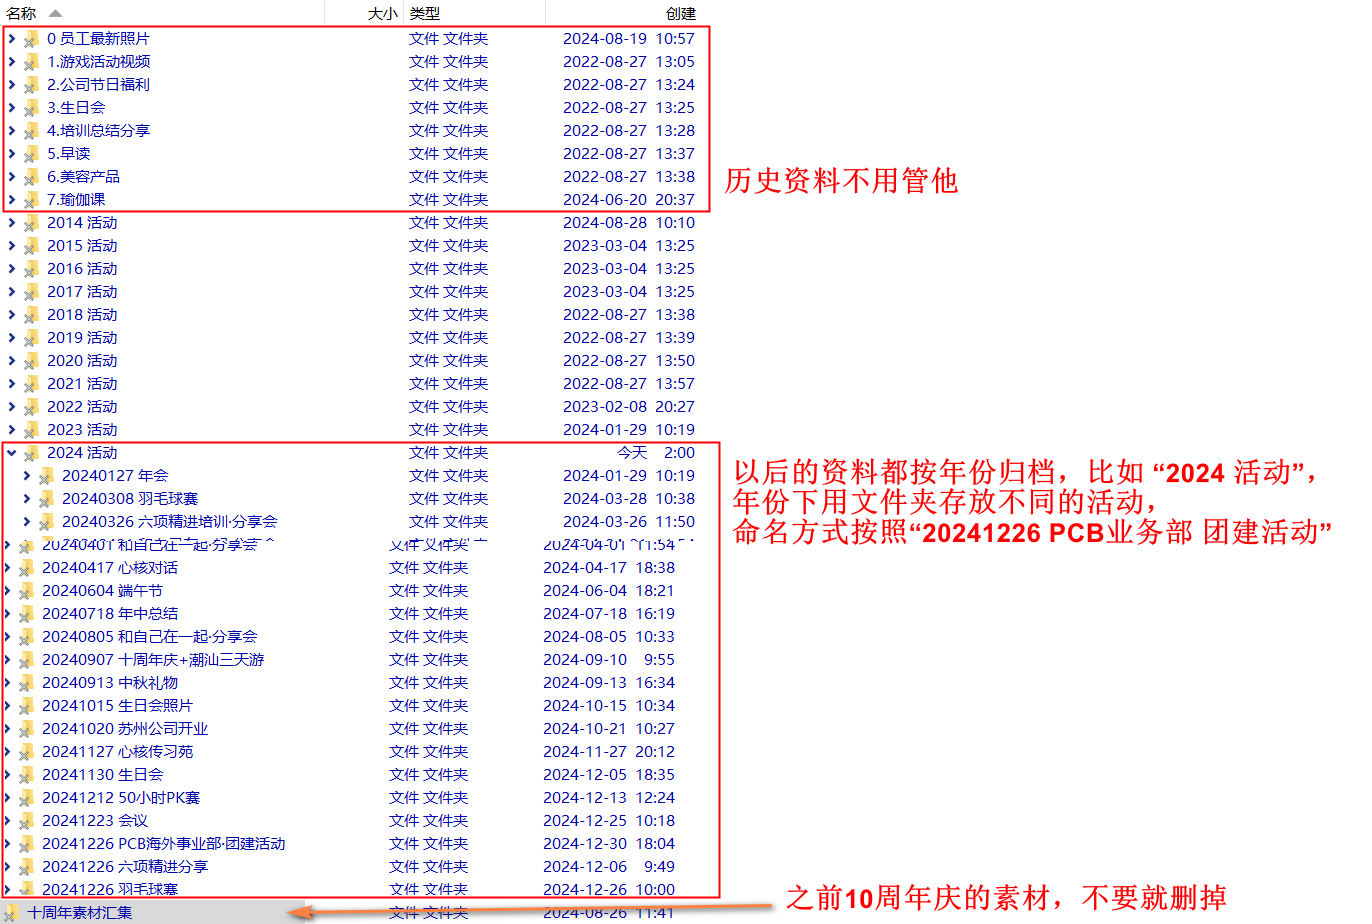 名称 大小 类型 创建
0 员工最新照片 文件 文件夹 2024-08-19 10:57
1.游戏活动视频 文件 文件夹 2022-08-27 13:05
2.公司节日福利 文件 文件夹 2022-08-27 13:24
3.生日会 文件 文件夹 2022-08-27 13:25
4.培训总结分享 文件 文件夹 2022-08-27 13:28
5.早读 文件 文件夹 2022-08-27 13:37
6.美容产品 文件 文件夹 2022-08-27 13:38
历史资料不用管他
7.瑜伽课 文件 文件夹 2024-06-20 20:37
2014 活动 文件 文件夹 2024-08-28 10:10
2015 活动 文件 文件夹 2023-03-04 13:25
2016 活动 文件 文件夹 2023-03-04 13:25
2017 活动 文件 文件夹 2023-03-04 13:25
2018 活动 文件 文件夹 2022-08-27 13:38
2019 活动 文件 文件夹 2022-08-27 13:39
2020 活动 文件 文件夹 2022-08-27 13:50
2021 活动 文件 文件夹 2022-08-27 13:57
2022 活动 文件 文件夹 2023-02-08 20:27
2023 活动 文件 文件夹 2024-01-29 10:19
2024 活动 文件 文件夹 今天 2:00
20240127 年会 文件 文件夹 2024-01-29 10:19
以后的资料都按年份归档，比如 “2024 活动”，
20240308 羽毛球赛 文件 文件夹 2024-03-28 10:38
年份下用文件夹存放不同的活动，
20240326 六项精进培训·分享会 文件 文件夹 2024-03-26 11:50
命名方式按照“20241226 PCB业务部 团建活动”
20240401 和自己在一起·分享会 文件 文件夹 2024-04-01 11:54
20240417 心核对话 文件 文件夹 2024-04-17 18:38
20240604 端午节 文件 文件夹 2024-06-04 18:21
20240718 年中总结 文件 文件夹 2024-07-18 16:19
20240805 和自己在一起·分享会 文件 文件夹 2024-08-05 10:33
20240907 十周年庆+潮汕三天游 文件 文件夹 2024-09-10 9:55
20240913 中秋礼物 文件 文件夹 2024-09-13 16:34
20241015 生日会照片 文件 文件夹 2024-10-15 10:34
20241020 苏州公司开业 文件 文件夹 2024-10-21 10:27
20241127 心核传习苑 文件 文件夹 2024-11-27 20:12
20241130 生日会 文件 文件夹 2024-12-05 18:35
20241212 50小时PK赛 文件 文件夹 2024-12-13 12:24
20241223 会议 文件 文件夹 2024-12-25 10:18
20241226 PCB海外事业部·团建活动 文件 文件夹 2024-12-30 18:04
20241226 六项精进分享 文件 文件夹 2024-12-06 9:49
20241226 羽毛球赛 文件 文件夹 2024-12-26 10:00
之前10周年庆的素材，不要就删掉
十周年素材汇集 文件 文件夹 2024-08-26 11:41